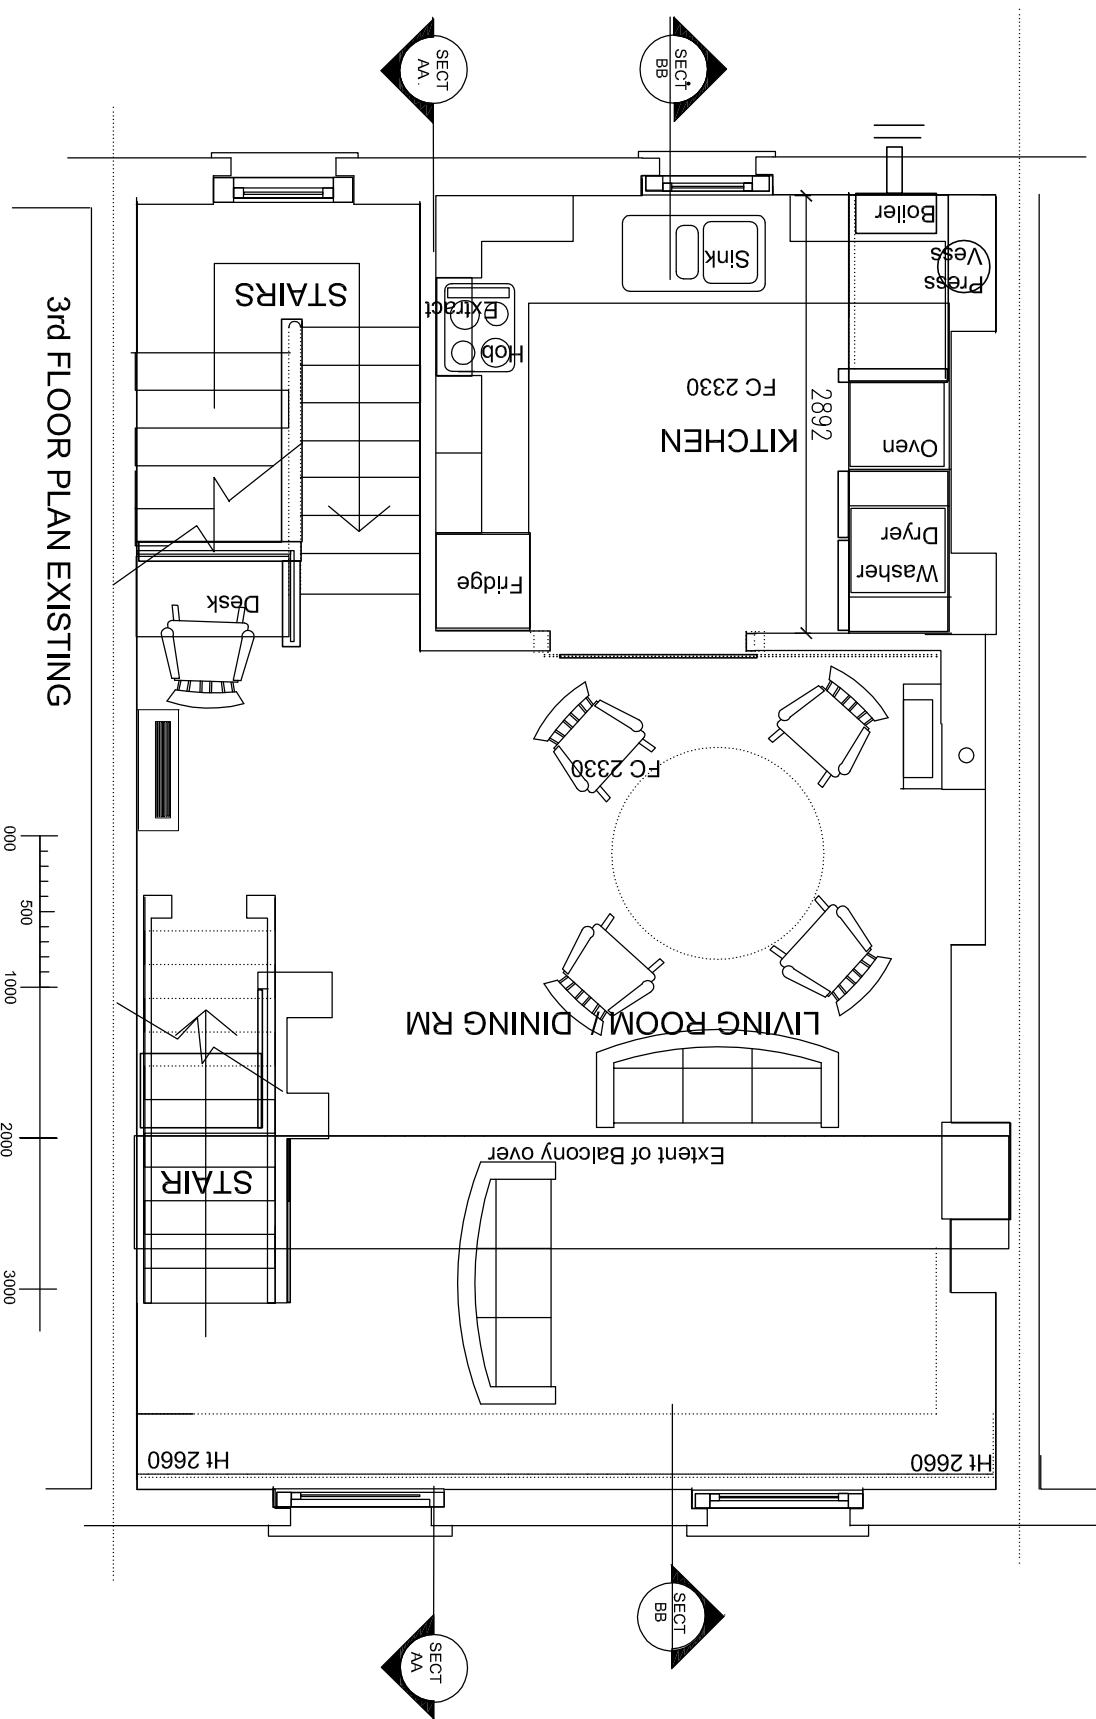 SECT
AA.
SECT
BB
Boiler
Press
Vess
Sink
STAIRS
Extract
Hob
FC 2330
2892
KITCHEN
Oven
Dryer
Washer
Fridge
Desk
3rd FLOOR PLAN EXISTING
FC 2330
000
500
1000
2000
3000
LIVING ROOM / DINING RM
Extent of Balcony over
STAIR
Ht 2660
Ht 2660
SECT
BB
SECT
AA